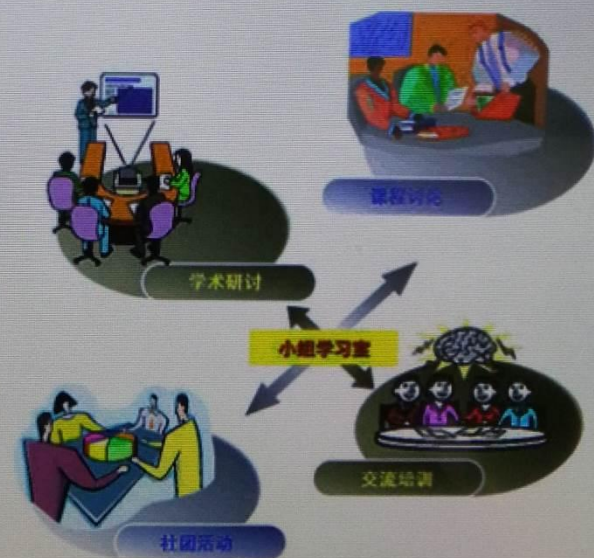 课程讨论
学术研讨
小组学习室
交流培训
社团活动